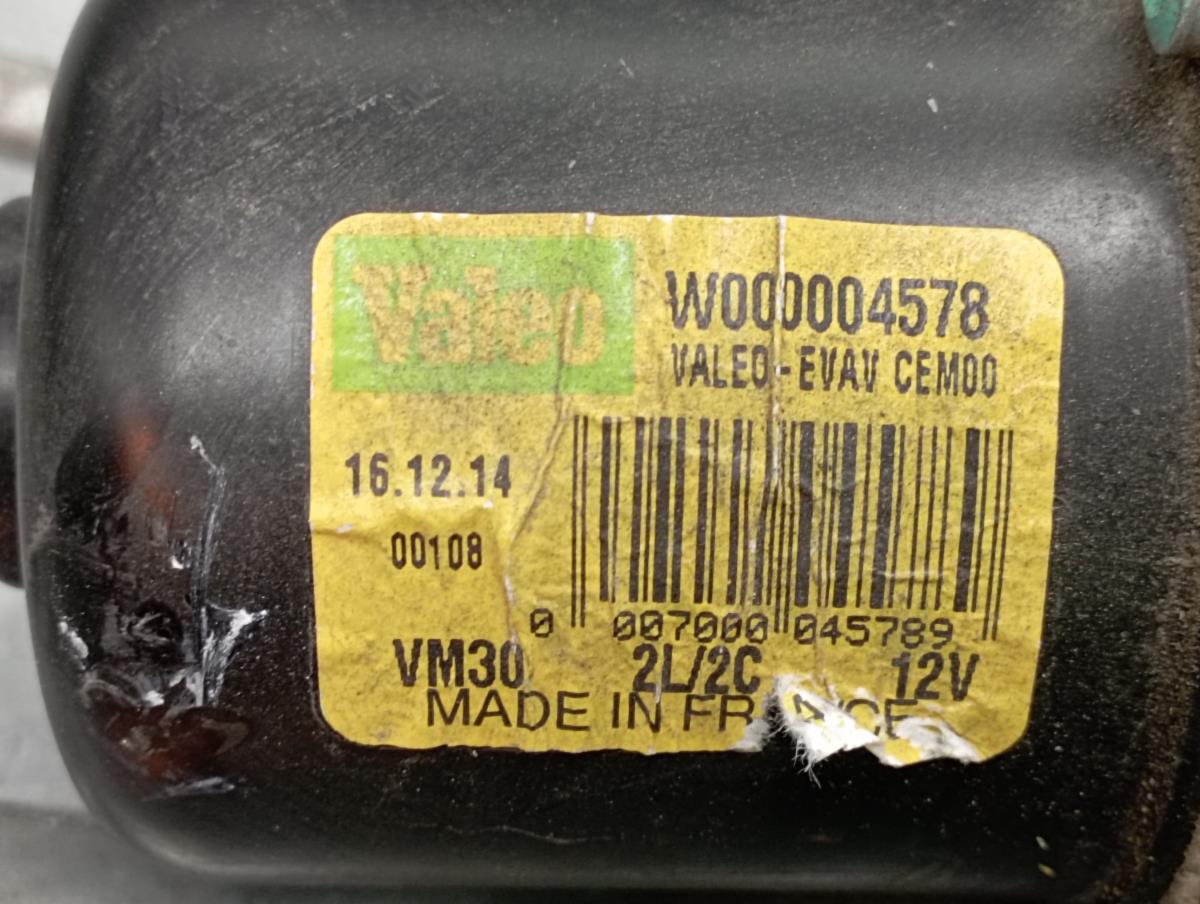 Valeo
W000004578
VALEO-EVAV CEM00
16.12.14
00108
0 007000 045789
VM30 2L/2C 12V
MADE IN FRANCE